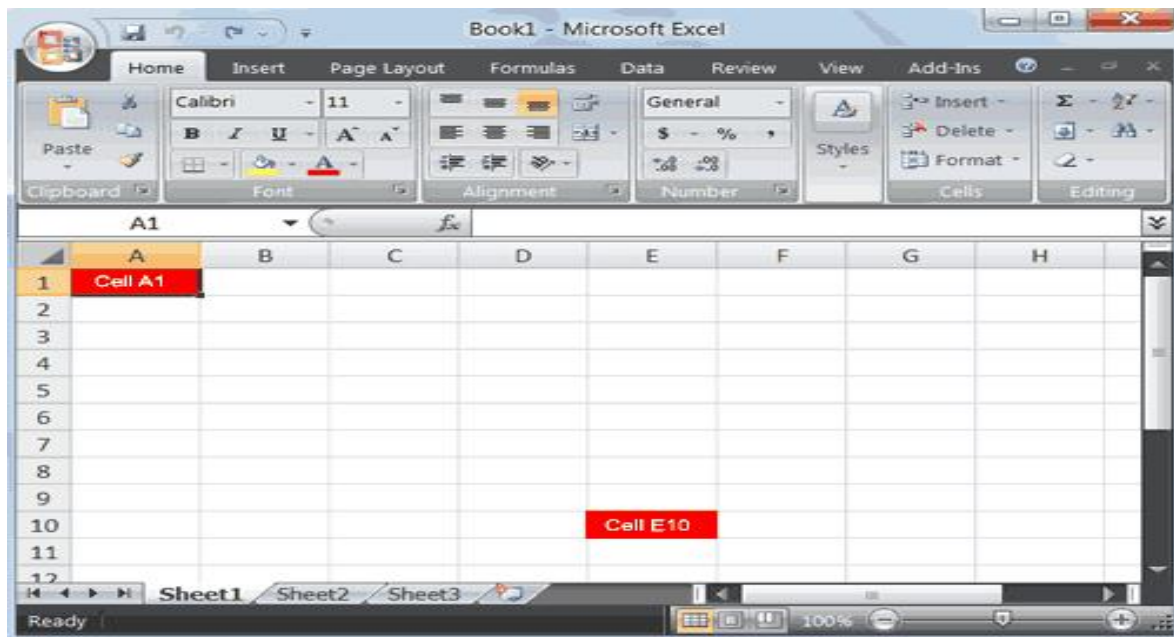 Book1 - Microsoft Excel
Home Insert Page Layout Formulas Data Review View Add-Ins
Calibri 11 General Insert Σ
Paste B I U A A $ % , Styles Delete
A .00 Format
Clipboard Font Alignment Number Cells Editing
A1 fx
A B C D E F G H
1 Cell A1
2
3
4
5
6
7
8
9
10 Cell E10
11
12
Sheet1 Sheet2 Sheet3
Ready 100%